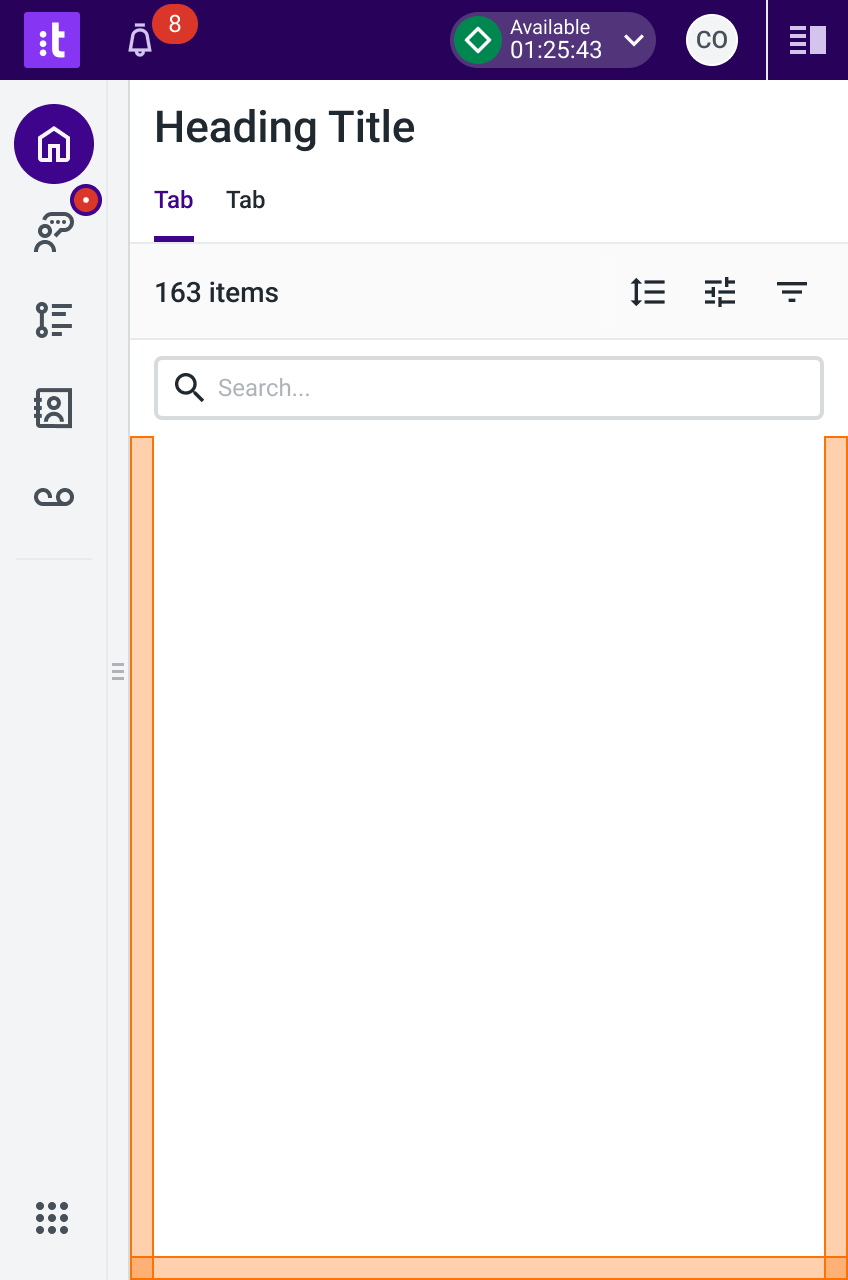 :t
8
Available
01:25:43
CO
Heading Title
Tab Tab
163 items
Search...